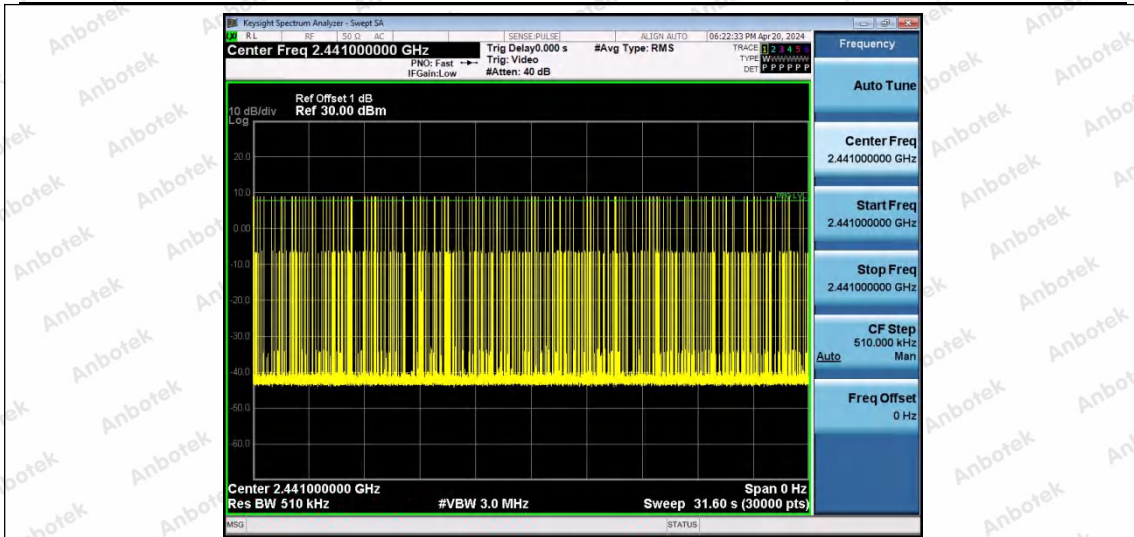 Keysight Spectrum Analyzer - Swept SA
RL RF 50 Ω AC SENSE:PULSE ALIGN AUTO 06:22:33 PM Apr 20, 2024
Center Freq 2.441000000 GHz
PNO: Fast
IFGain:Low
Trig Delay0.000 s
Trig: Video
#Atten: 40 dB
#Avg Type: RMS
TRACE 1 2 3 4 5 6
TYPE WWWWWW
DET P P P P P P
Ref Offset 1 dB
10 dB/div Ref 30.00 dBm
Log
20.0
10.0
TRIG LVL
0.00
-10.0
-20.0
-30.0
-40.0
-50.0
-60.0
Center 2.441000000 GHz Span 0 Hz
Res BW 510 kHz #VBW 3.0 MHz Sweep 31.60 s (30000 pts)
MSG STATUS
Frequency
Auto Tune
Center Freq
2.441000000 GHz
Start Freq
2.441000000 GHz
Stop Freq
2.441000000 GHz
CF Step
510.000 kHz
Auto Man
Freq Offset
0 Hz
Anbotek